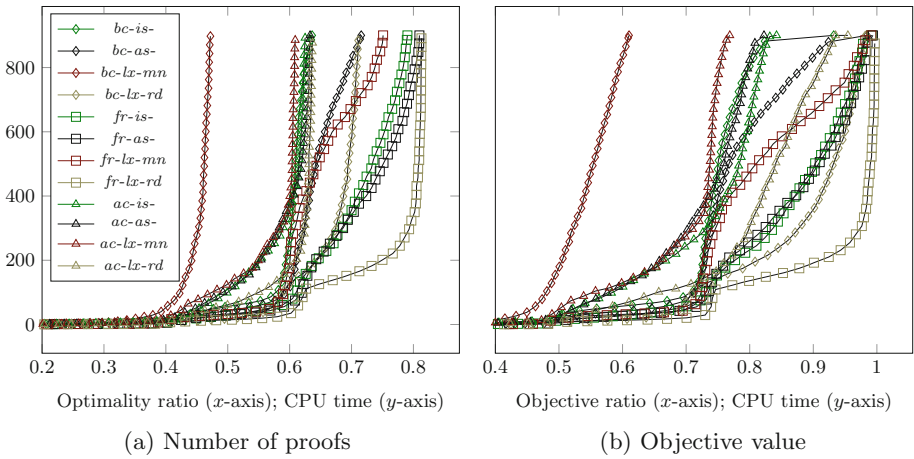 800
600
400
200
0
bc-is-
bc-as-
bc-lx-mn
bc-lx-rd
fr-is-
fr-as-
fr-lx-mn
fr-lx-rd
ac-is-
ac-as-
ac-lx-mn
ac-lx-rd
0.2 0.3 0.4 0.5 0.6 0.7 0.8
0.4 0.5 0.6 0.7 0.8 0.9 1
Optimality ratio (x-axis); CPU time (y-axis)
Objective ratio (x-axis); CPU time (y-axis)
(a) Number of proofs
(b) Objective value